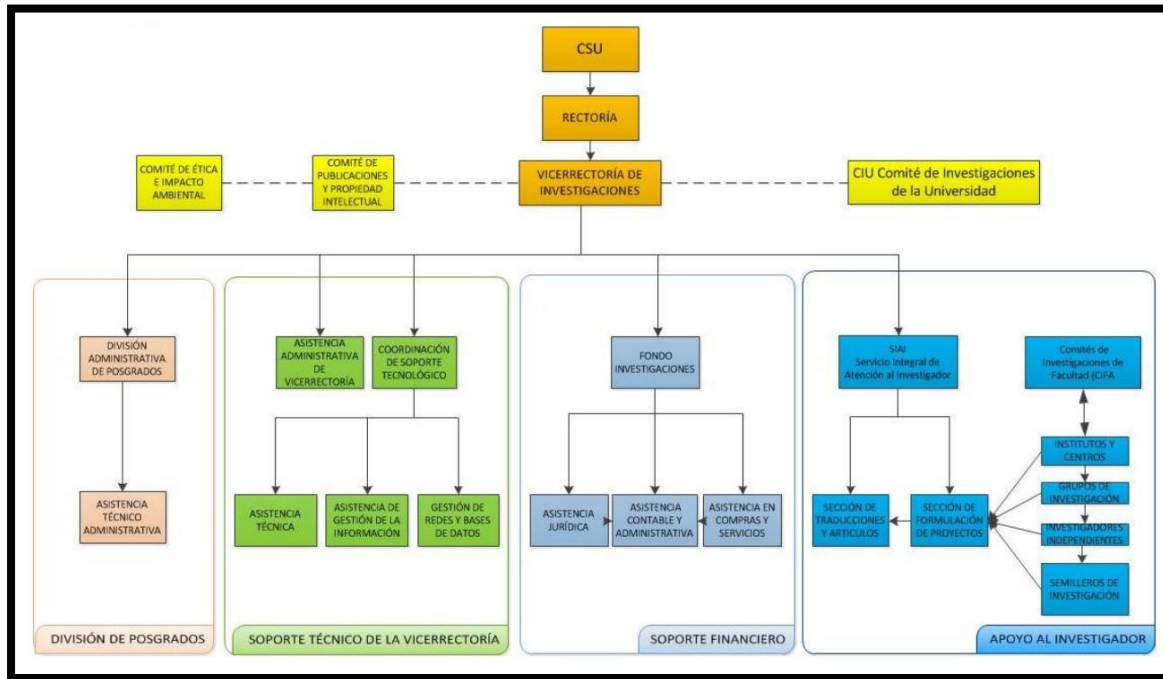 CSU
RECTORÍA
COMITÉ DE ÉTICA
E IMPACTO
AMBIENTAL
COMITÉ DE
PUBLICACIONES
Y PROPIEDAD
INTELECTUAL
VICERRECTORÍA DE
INVESTIGACIONES
CIU Comité de Investigaciones
de la Universidad
DIVISIÓN
ADMINISTRATIVA
DE POSGRADOS
ASISTENCIA
ADMINISTRATIVA
DE
VICERRECTORÍA
COORDINACIÓN
DE SOPORTE
TECNOLÓGICO
FONDO
INVESTIGACIONES
SIAI
Servicio Integral de
Atención al Investigador
Comités de
Investigaciones de
Facultad (CIFA
INSTITUTOS Y
CENTROS
GRUPOS DE
INVESTIGACIÓN
INVESTIGADORES
INDEPENDIENTES
SEMILLEROS DE
INVESTIGACIÓN
ASISTENCIA
TÉCNICO
ADMINISTRATIVA
ASISTENCIA
TÉCNICA
ASISTENCIA DE
GESTIÓN DE LA
INFORMACIÓN
GESTIÓN DE
REDES Y BASES
DE DATOS
ASISTENCIA
JURÍDICA
ASISTENCIA
CONTABLE Y
ADMINISTRATIVA
ASISTENCIA EN
COMPRAS Y
SERVICIOS
SECCIÓN DE
TRADUCCIONES
Y ARTICULOS
SECCIÓN DE
FORMULACIÓN
DE PROYECTOS
DIVISIÓN DE POSGRADOS
SOPORTE TÉCNICO DE LA VICERRECTORÍA
SOPORTE FINANCIERO
APOYO AL INVESTIGADOR